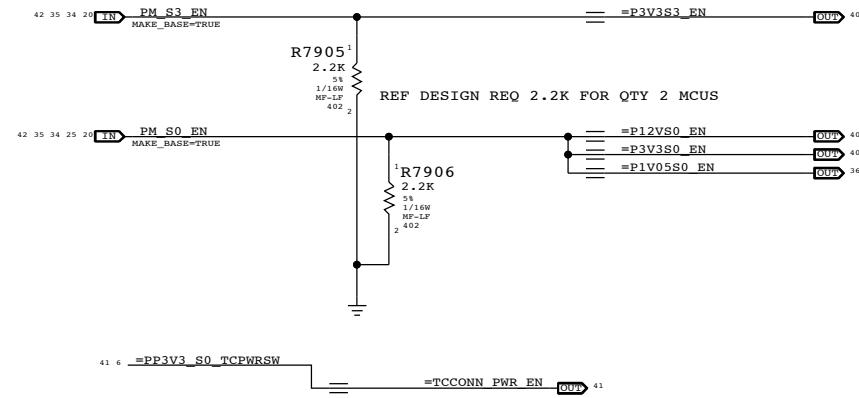 42 35 34 20 IN PM_S3_EN =P3V3S3_EN OUT 40
MAKE_BASE=TRUE
R7905 1
2.2K
5%
1/16W
MF-LF
402 2
REF DESIGN REQ 2.2K FOR QTY 2 MCUS
42 35 34 25 20 IN PM_S0_EN =P12VS0_EN OUT 40
MAKE_BASE=TRUE
=P3V3S0_EN OUT 40
=P1V05S0_EN OUT 36
1 R7906
2.2K
5%
1/16W
MF-LF
2 402
41 6 =PP3V3_S0_TCPWRSW
=TCCONN_PWR_EN OUT 41